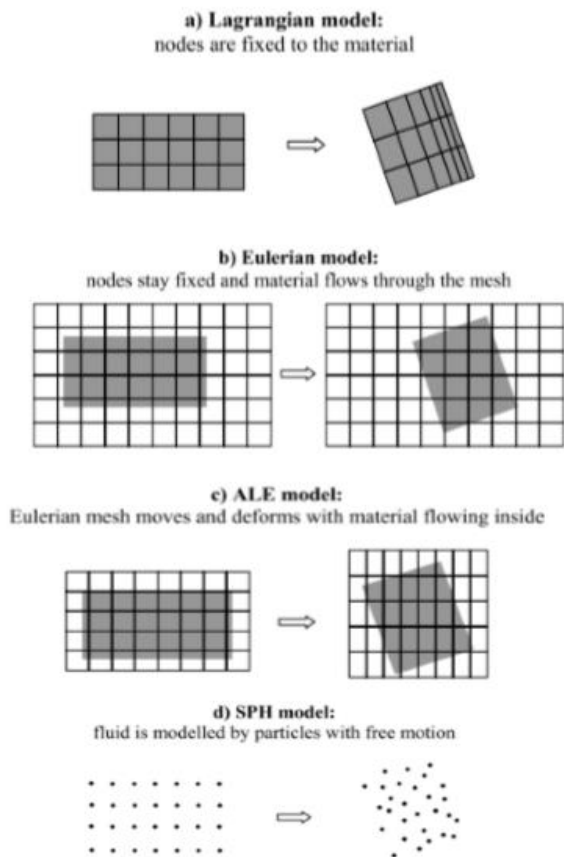 a) Lagrangian model:
nodes are fixed to the material
b) Eulerian model:
nodes stay fixed and material flows through the mesh
c) ALE model:
Eulerian mesh moves and deforms with material flowing inside
d) SPH model:
fluid is modelled by particles with free motion